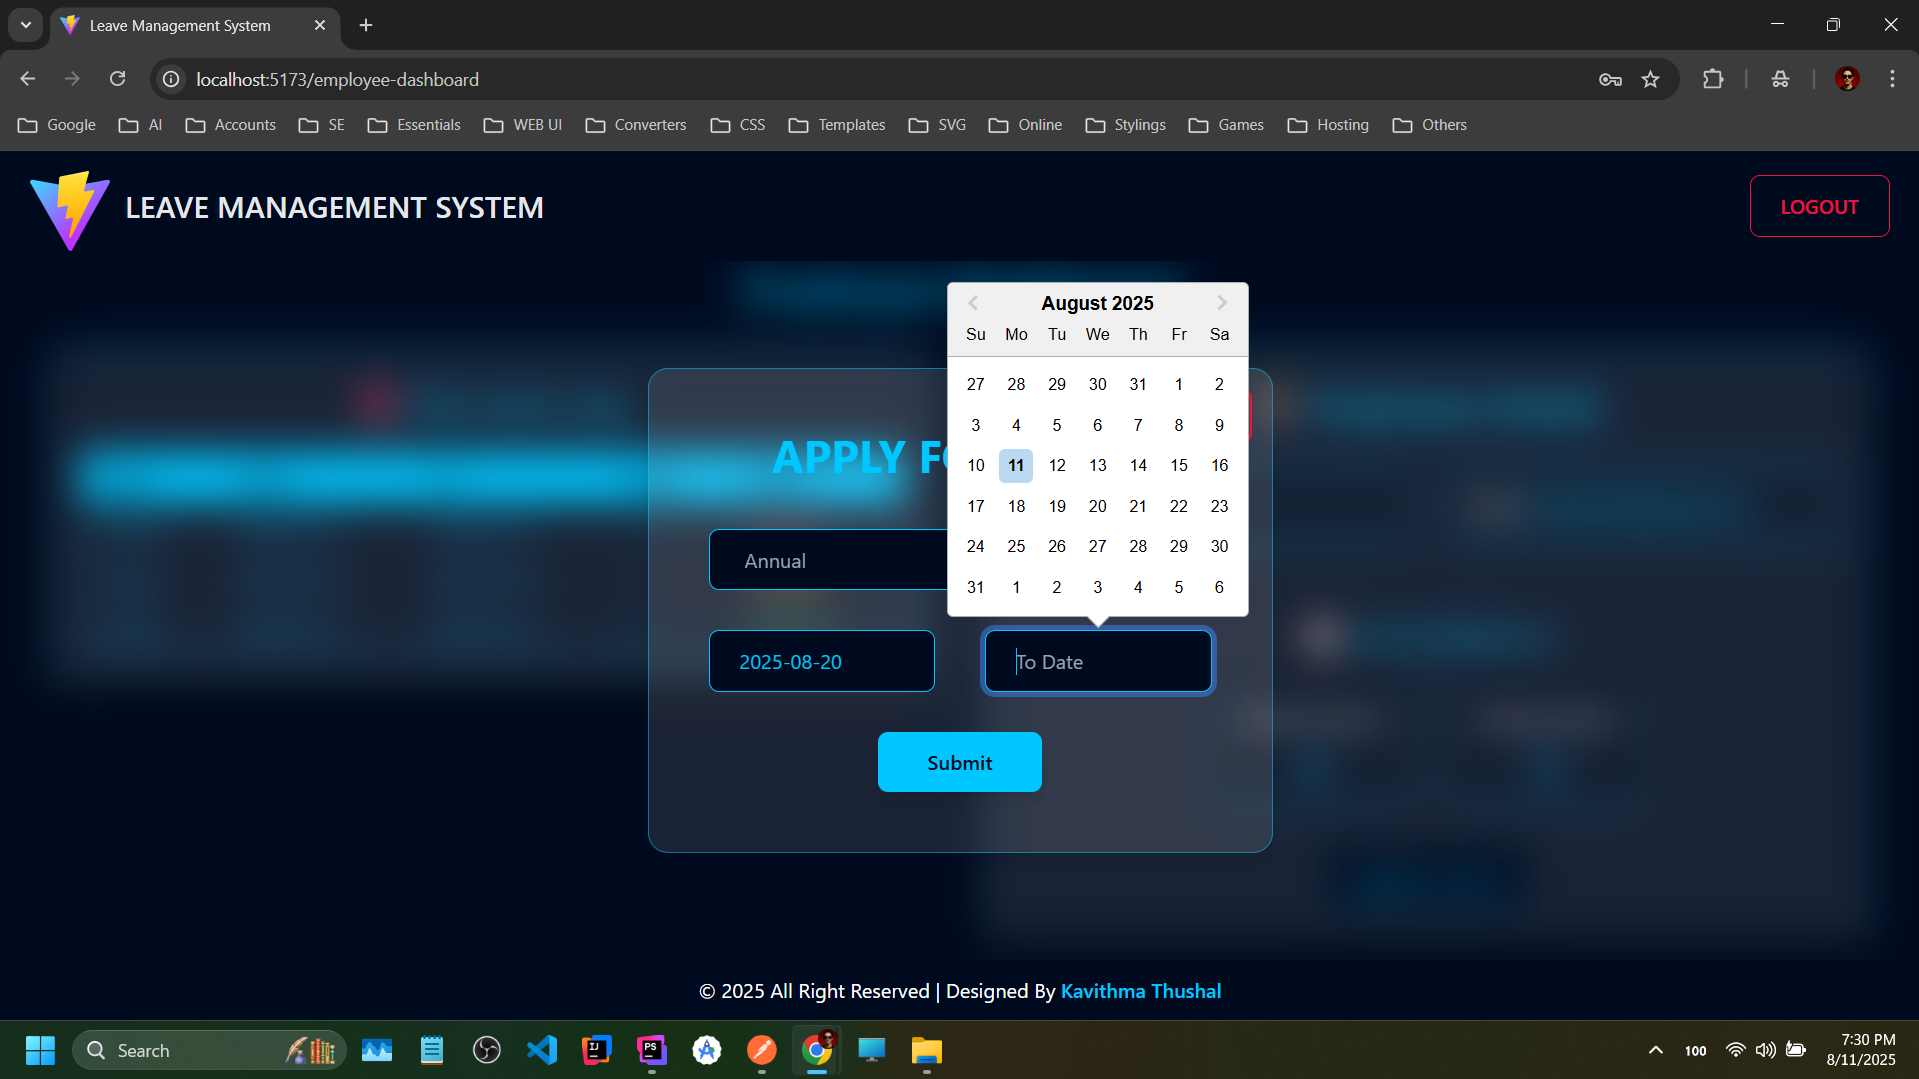 Leave Management System
localhost:5173/employee-dashboard
Google AI Accounts SE Essentials WEB UI Converters CSS Templates SVG Online Stylings Games Hosting Others
LEAVE MANAGEMENT SYSTEM
LOGOUT
August 2025
Su Mo Tu We Th Fr Sa
27 28 29 30 31 1 2
3 4 5 6 7 8 9
10 11 12 13 14 15 16
17 18 19 20 21 22 23
24 25 26 27 28 29 30
31 1 2 3 4 5 6
APPLY
Annual
2025-08-20
To Date
Submit
© 2025 All Right Reserved | Designed By Kavithma Thushal
Search
IJ
PS
100
7:30 PM
8/11/2025